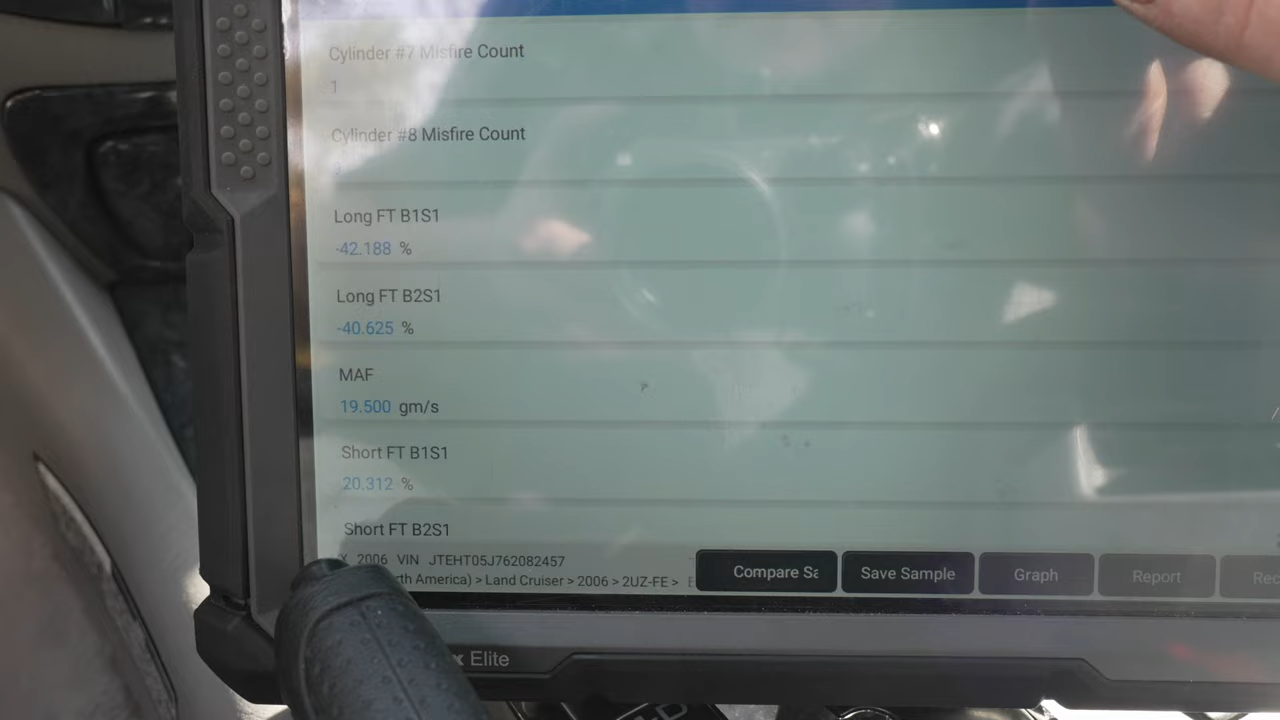 Cylinder #7 Misfire Count
1
Cylinder #8 Misfire Count
Long FT B1S1
-42.188 %
Long FT B2S1
-40.625 %
MAF
19.500 gm/s
Short FT B1S1
20.312 %
Short FT B2S1
2006 VIN JTEHT05J762082457
America) > Land Cruiser > 2006 > 2UZ-FE >
Compare
Save Sample
Graph
Report
Elite